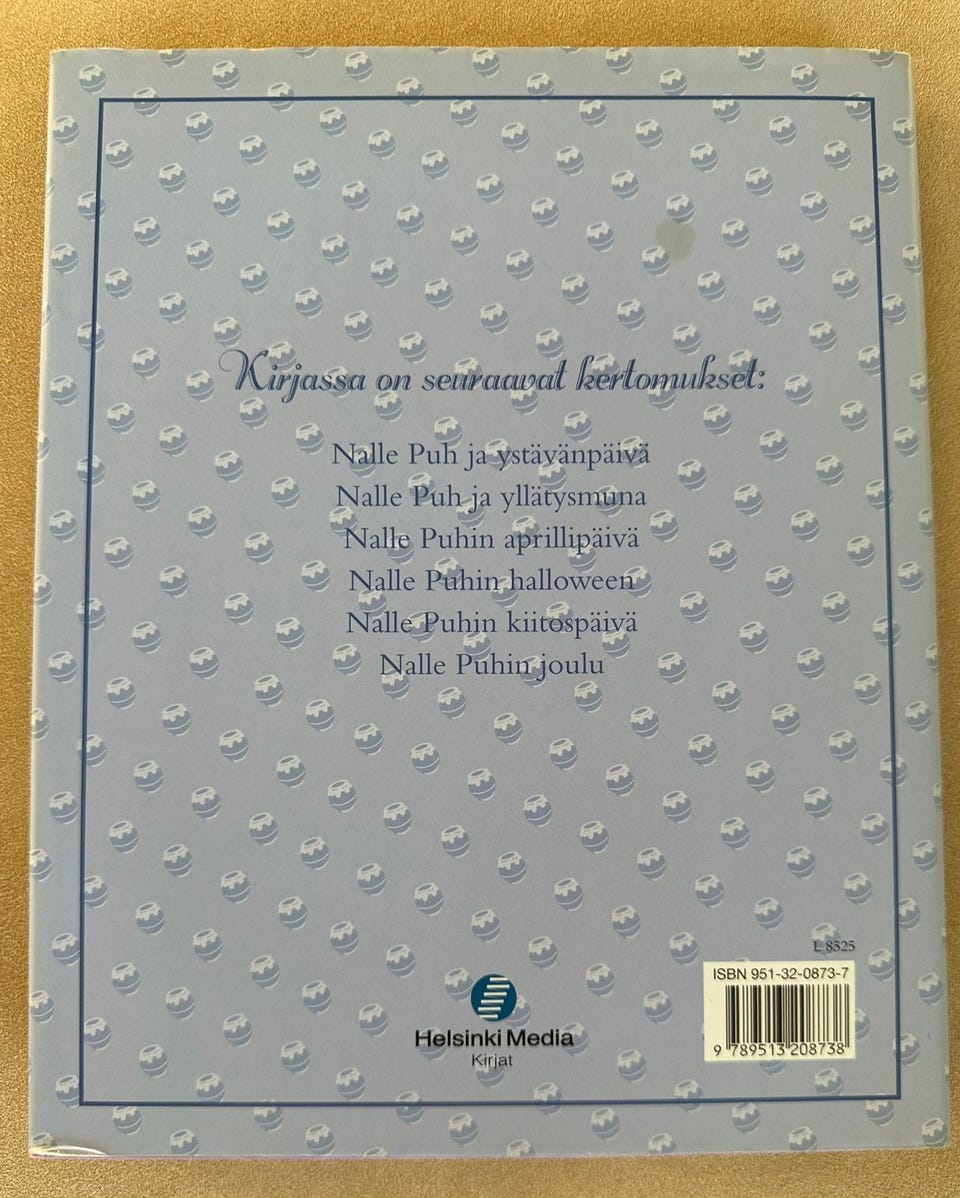 Kirjassa on seuraavat kertomukset:
Nalle Puh ja ystävänpäivä
Nalle Puh ja yllätysmuna
Nalle Puhin aprillipäivä
Nalle Puhin halloween
Nalle Puhin kiitospäivä
Nalle Puhin joulu
L 8525
ISBN 951-32-0873-7
9 789513 208738
Helsinki Media
Kirjat